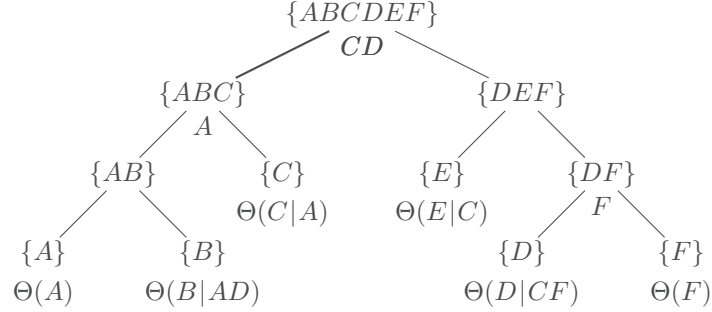 {ABCDEF}
CD
{ABC} {DEF}
A
{AB} {C} {E} {DF}
Θ(C|A) Θ(E|C) F
{A} {B} {D} {F}
Θ(A) Θ(B|AD) Θ(D|CF) Θ(F)